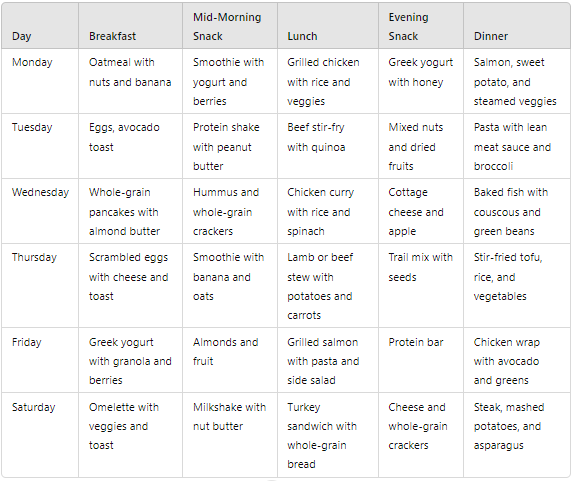 Day
Breakfast
Mid-Morning
Snack
Lunch
Evening
Snack
Dinner
Monday
Oatmeal with
nuts and banana
Smoothie with
yogurt and
berries
Grilled chicken
with rice and
veggies
Greek yogurt
with honey
Salmon, sweet
potato, and
steamed veggies
Tuesday
Eggs, avocado
toast
Protein shake
with peanut
butter
Beef stir-fry
with quinoa
Mixed nuts
and dried
fruits
Pasta with lean
meat sauce and
broccoli
Wednesday
Whole-grain
pancakes with
almond butter
Hummus and
whole-grain
crackers
Chicken curry
with rice and
spinach
Cottage
cheese and
apple
Baked fish with
couscous and
green beans
Thursday
Scrambled eggs
with cheese and
toast
Smoothie with
banana and
oats
Lamb or beef
stew with
potatoes and
carrots
Trail mix with
seeds
Stir-fried tofu,
rice, and
vegetables
Friday
Greek yogurt
with granola and
berries
Almonds and
fruit
Grilled salmon
with pasta and
side salad
Protein bar
Chicken wrap
with avocado
and greens
Saturday
Omelette with
veggies and
toast
Milkshake with
nut butter
Turkey
sandwich with
whole-grain
bread
Cheese and
whole-grain
crackers
Steak, mashed
potatoes, and
asparagus